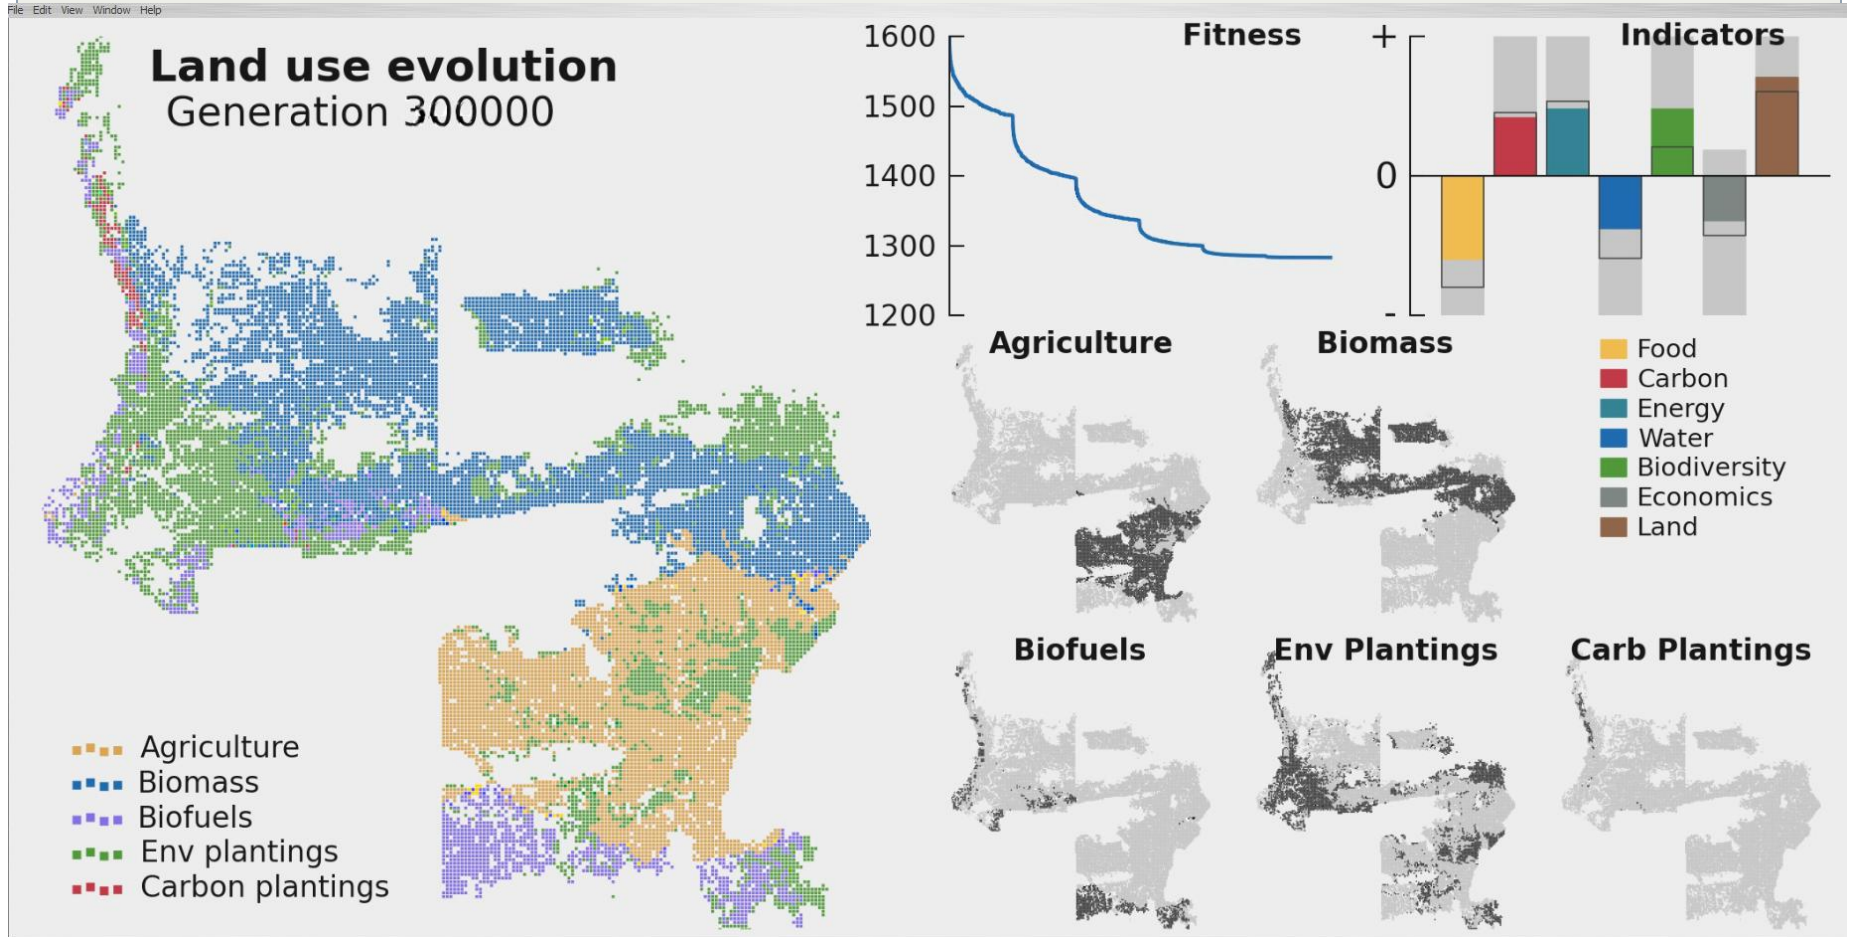 File Edit View Window Help
Land use evolution
Generation 300000
Agriculture
Biomass
Biofuels
Env plantings
Carbon plantings
Fitness
1600
1500
1400
1300
1200
Indicators
+
0
-
Food
Carbon
Energy
Water
Biodiversity
Economics
Land
Agriculture
Biomass
Biofuels
Env Plantings
Carb Plantings